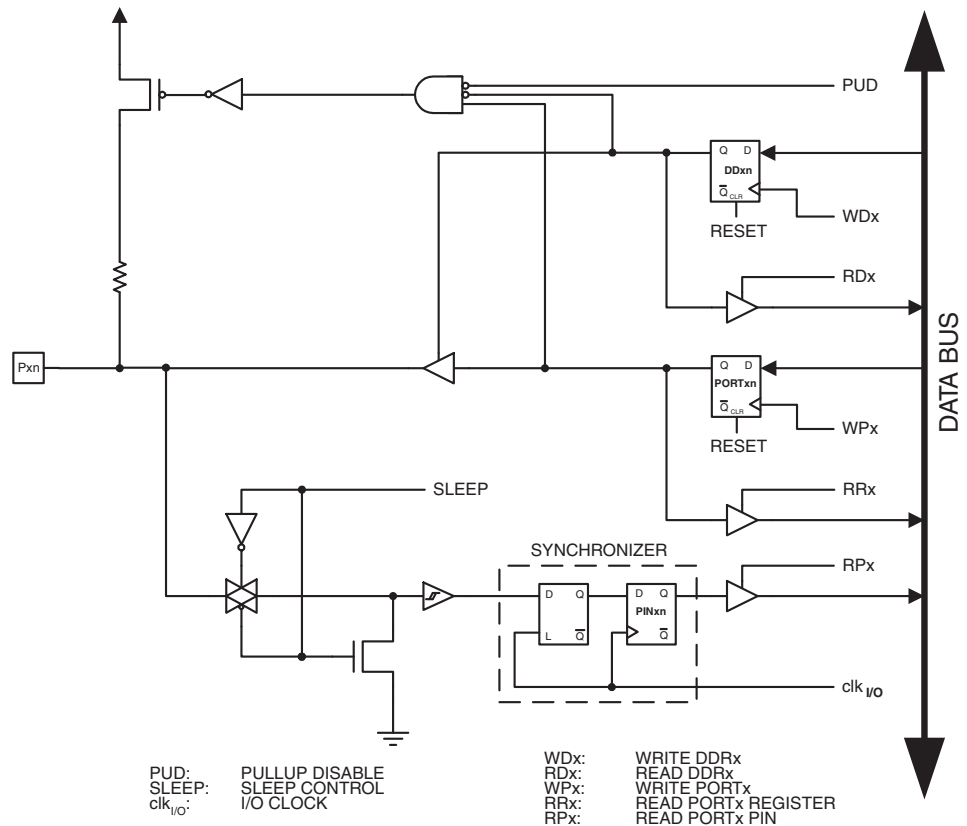 PUD
Q D
DDxn
Q CLR
WDx
RESET
RDx
Pxn
Q D
PORTxn
Q CLR
WPx
RESET
DATA BUS
SLEEP
RRx
SYNCHRONIZER
RPx
D Q
L Q
D Q
PINxn
Q
clk I/O
PUD: PULLUP DISABLE
SLEEP: SLEEP CONTROL
clkI/O: I/O CLOCK
WDx: WRITE DDRx
RDx: READ DDRx
WPx: WRITE PORTx
RRx: READ PORTx REGISTER
RPx: READ PORTx PIN